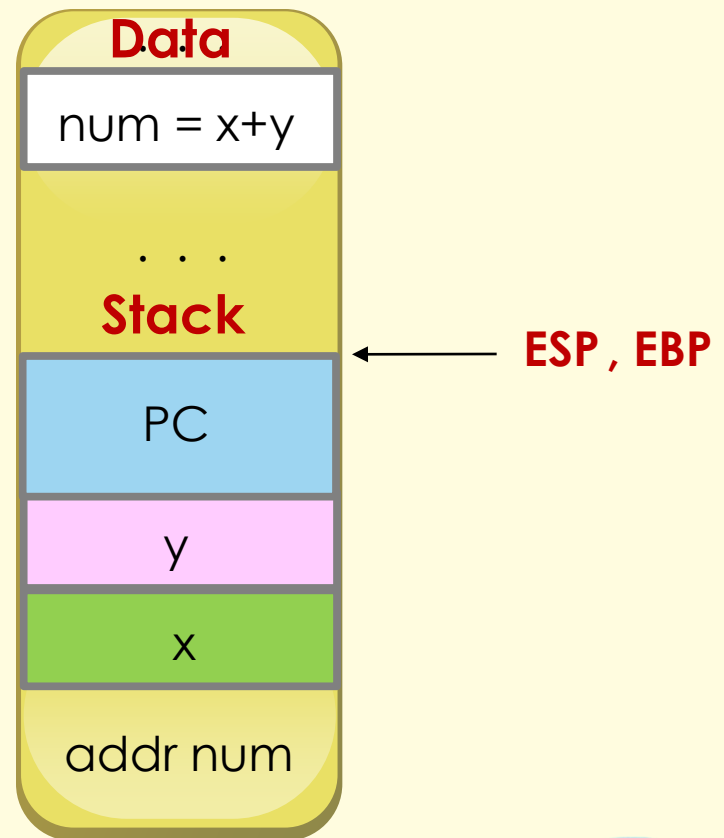 Data
. . .
num = x+y
. . .
Stack
ESP , EBP
PC
y
x
addr num